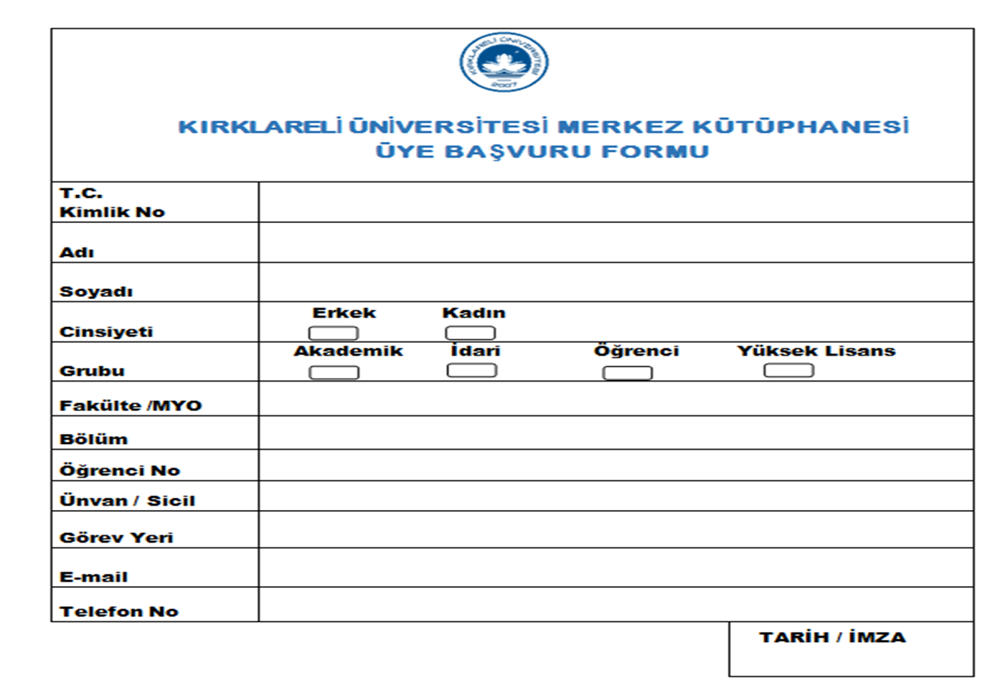 KIRKLARELİ ÜNİVERSİTESİ
2007
KIRKLARELİ ÜNİVERSİTESİ MERKEZ KÜTÜPHANESİ
ÜYE BAŞVURU FORMU
T.C.
Kimlik No
Adı
Soyadı
Cinsiyeti
Erkek Kadın
Grubu
Akademik İdari Öğrenci Yüksek Lisans
Fakülte /MYO
Bölüm
Öğrenci No
Ünvan / Sicil
Görev Yeri
E-mail
Telefon No
TARİH / İMZA